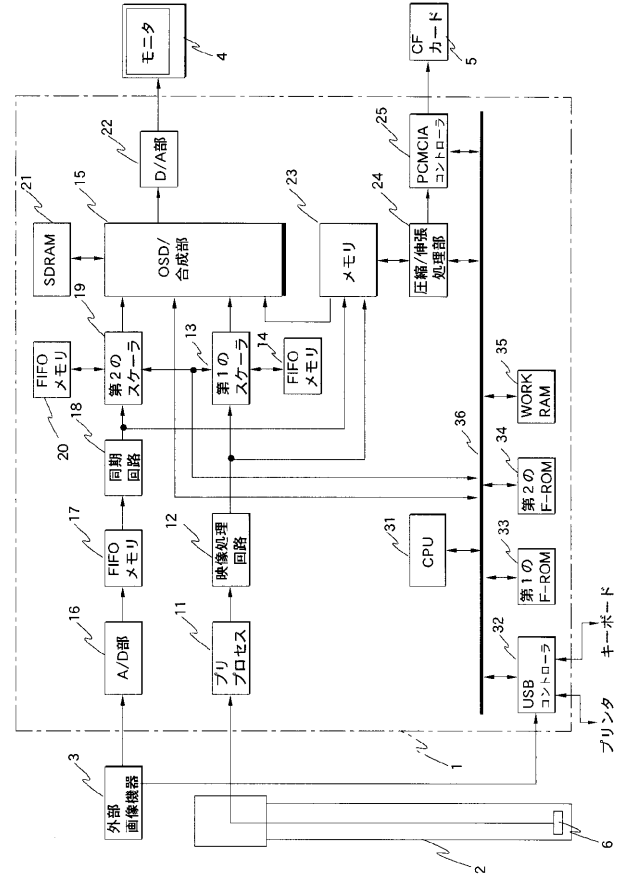 3
外部
画像機器
16
A/D部
17
FIFO
メモリ
18
同期
回路
20
FIFO
メモリ
19
第2の
スケーラ
21
SDRAM
15
OSD/
合成部
22
D/A部
モニタ
4
11
プリ
プロセス
12
映像処理
回路
13
第1の
スケーラ
14
FIFO
メモリ
23
メモリ
24
圧縮/伸張
処理部
25
PCMCIA
コントローラ
CF
カード
5
31
CPU
36
32
USB
コントローラ
33
第1の
F-ROM
34
第2の
F-ROM
35
WORK
RAM
1
2
6
プリンタ
キーボード